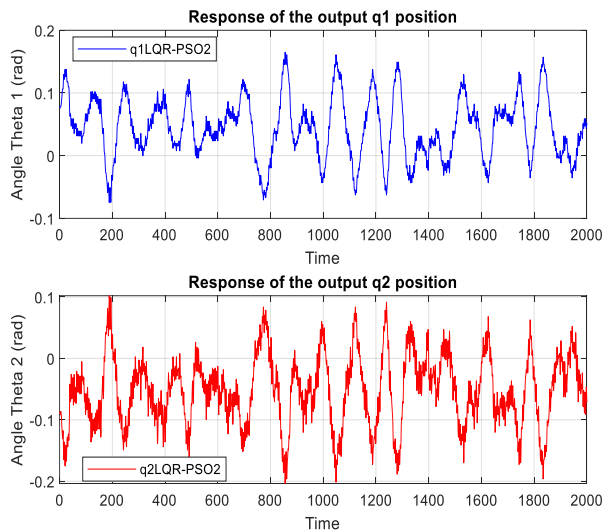 Response of the output q1 position
0.2
q1LQR-PSO2
0.1
0
-0.1
Angle Theta 1 (rad)
0 200 400 600 800 1000 1200 1400 1600 1800 2000
Time
Response of the output q2 position
0.1
0
-0.1
-0.2
Angle Theta 2 (rad)
q2LQR-PSO2
0 200 400 600 800 1000 1200 1400 1600 1800 2000
Time